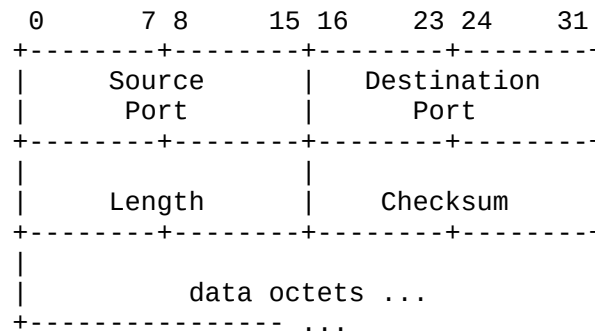 0      7 8     15 16    23 24    31
+--------+--------+--------+--------+
|     Source      |   Destination
|      Port       |      Port
+--------+--------+--------+--------+
|                 |
|     Length      |    Checksum
+--------+--------+--------+--------+
|
|          data octets ...
+---------------- ...